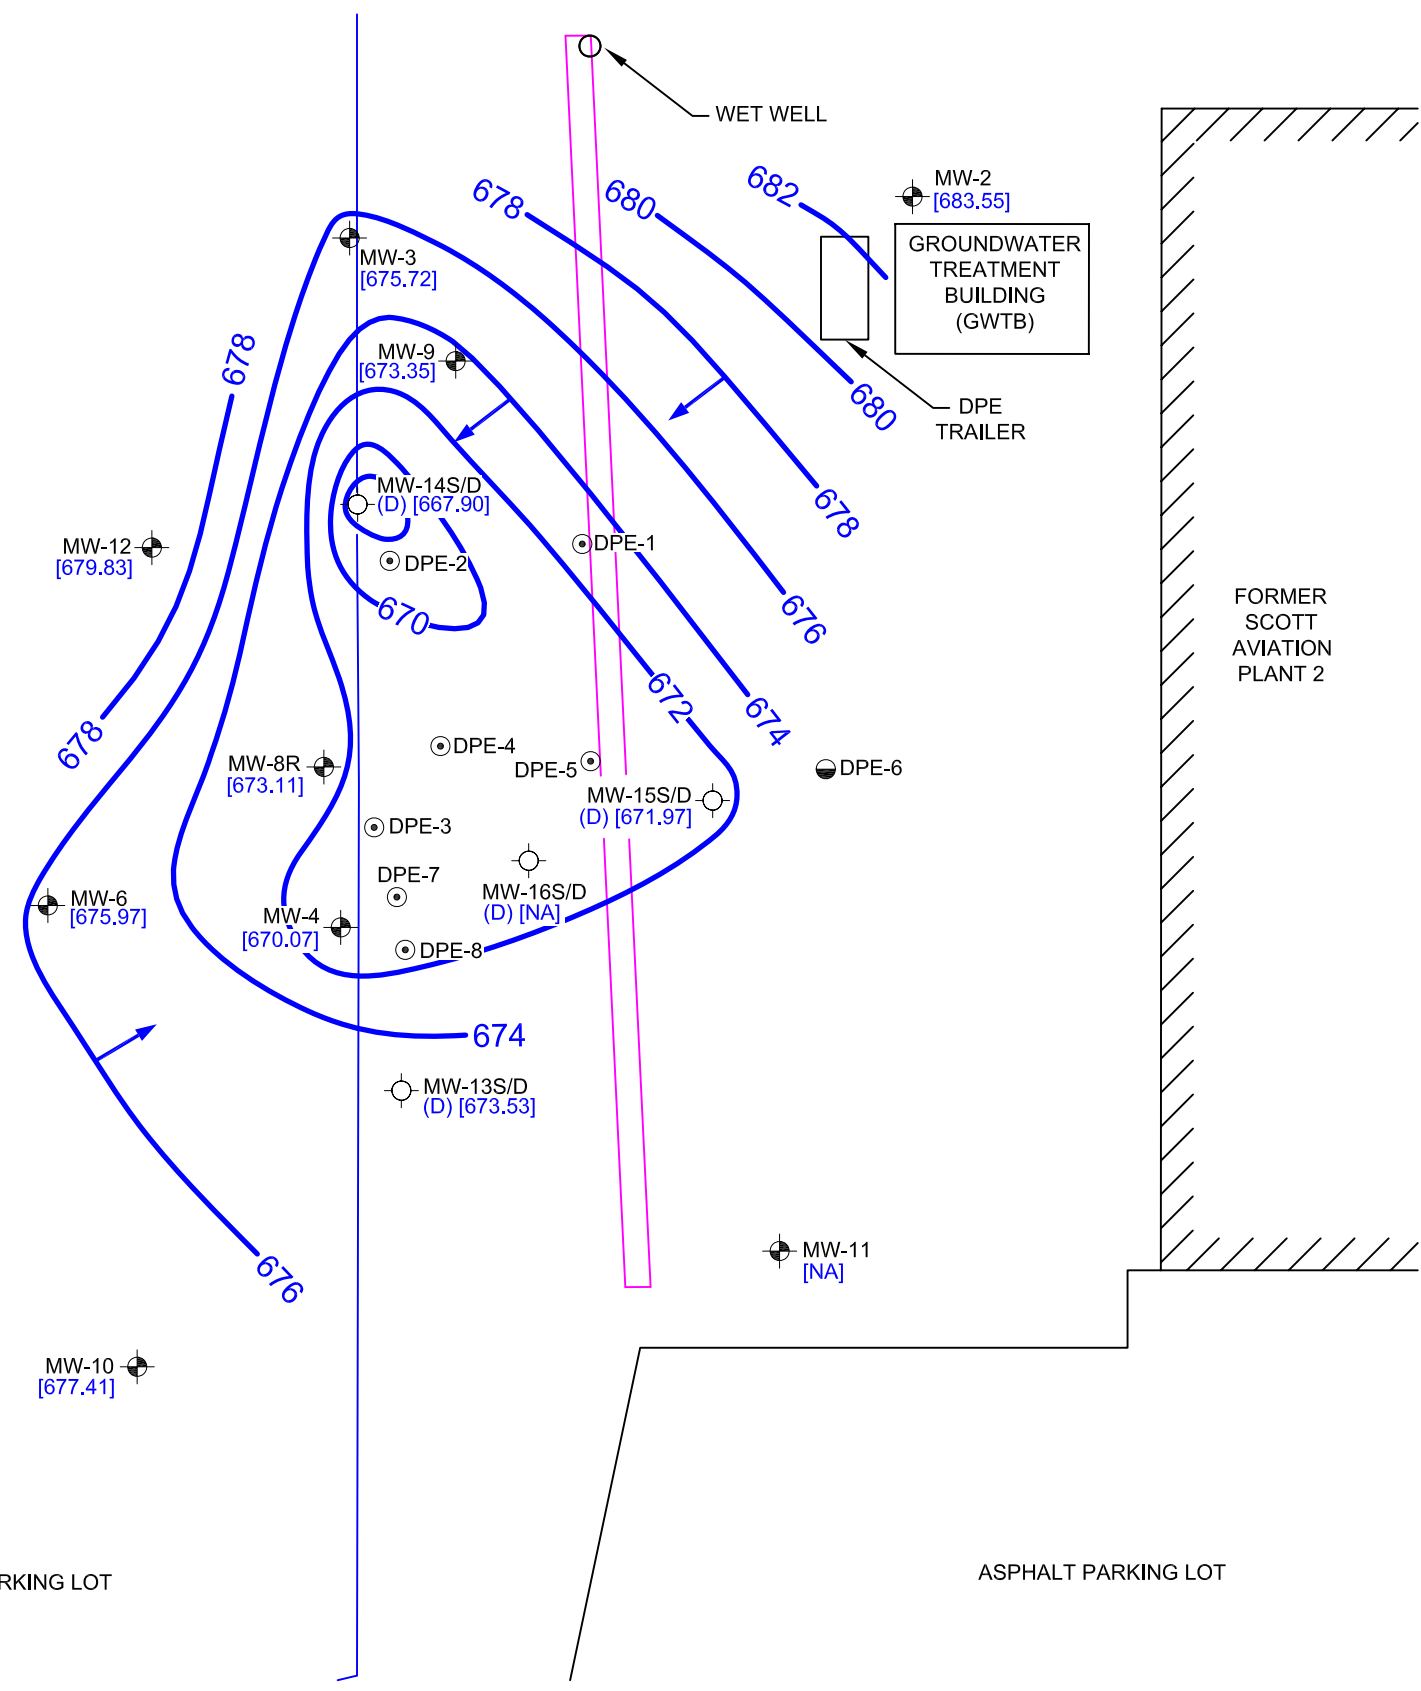 WET WELL
682
MW-2
[683.55]
678
680
GROUNDWATER
TREATMENT
BUILDING
(GWTB)
MW-3
[675.72]
678
MW-9
[673.35]
680
DPE
TRAILER
MW-14S/D
(D) [667.90]
678
MW-12
[679.83]
DPE-1
DPE-2
670
676
FORMER
SCOTT
AVIATION
PLANT 2
672
674
678
DPE-4
DPE-5
DPE-6
MW-8R
[673.11]
MW-15S/D
(D) [671.97]
DPE-3
DPE-7
MW-16S/D
(D) [NA]
MW-6
[675.97]
MW-4
[670.07]
DPE-8
674
MW-13S/D
(D) [673.53]
676
MW-11
[NA]
MW-10
[677.41]
RKING LOT
ASPHALT PARKING LOT